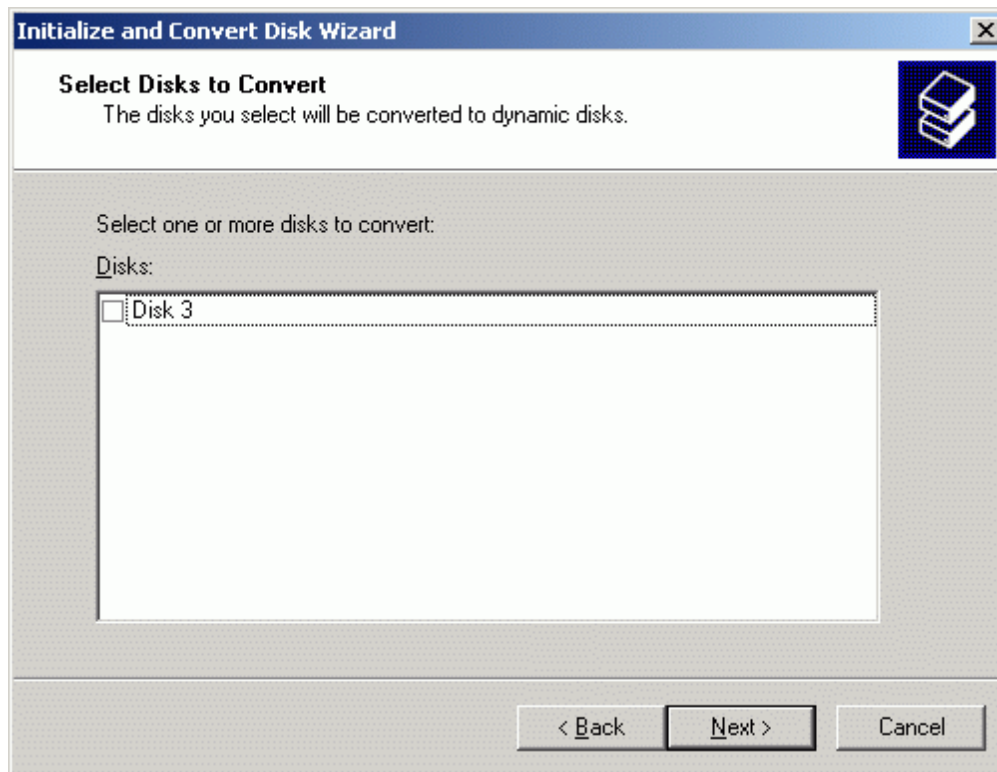 Initialize and Convert Disk Wizard
Select Disks to Convert
The disks you select will be converted to dynamic disks.
Select one or more disks to convert:
Disks:
Disk 3
< Back
Next >
Cancel